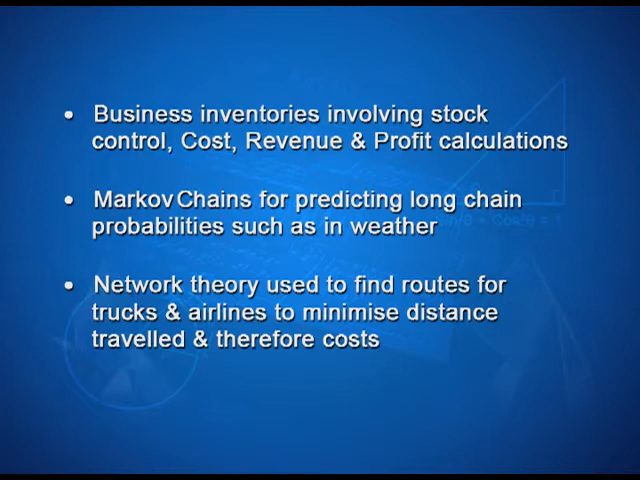 • Business inventories involving stock
control, Cost, Revenue & Profit calculations
• Markov Chains for predicting long chain
probabilities such as in weather
• Network theory used to find routes for
trucks & airlines to minimise distance
travelled & therefore costs